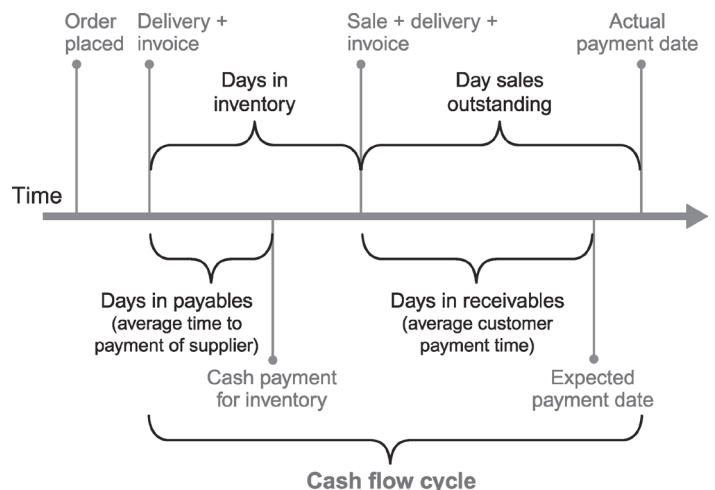 Order
placed
Delivery +
invoice
Sale + delivery +
invoice
Actual
payment date
Days in
inventory
Day sales
outstanding
Time
Days in payables
(average time to
payment of supplier)
Days in receivables
(average customer
payment time)
Cash payment
for inventory
Expected
payment date
Cash flow cycle